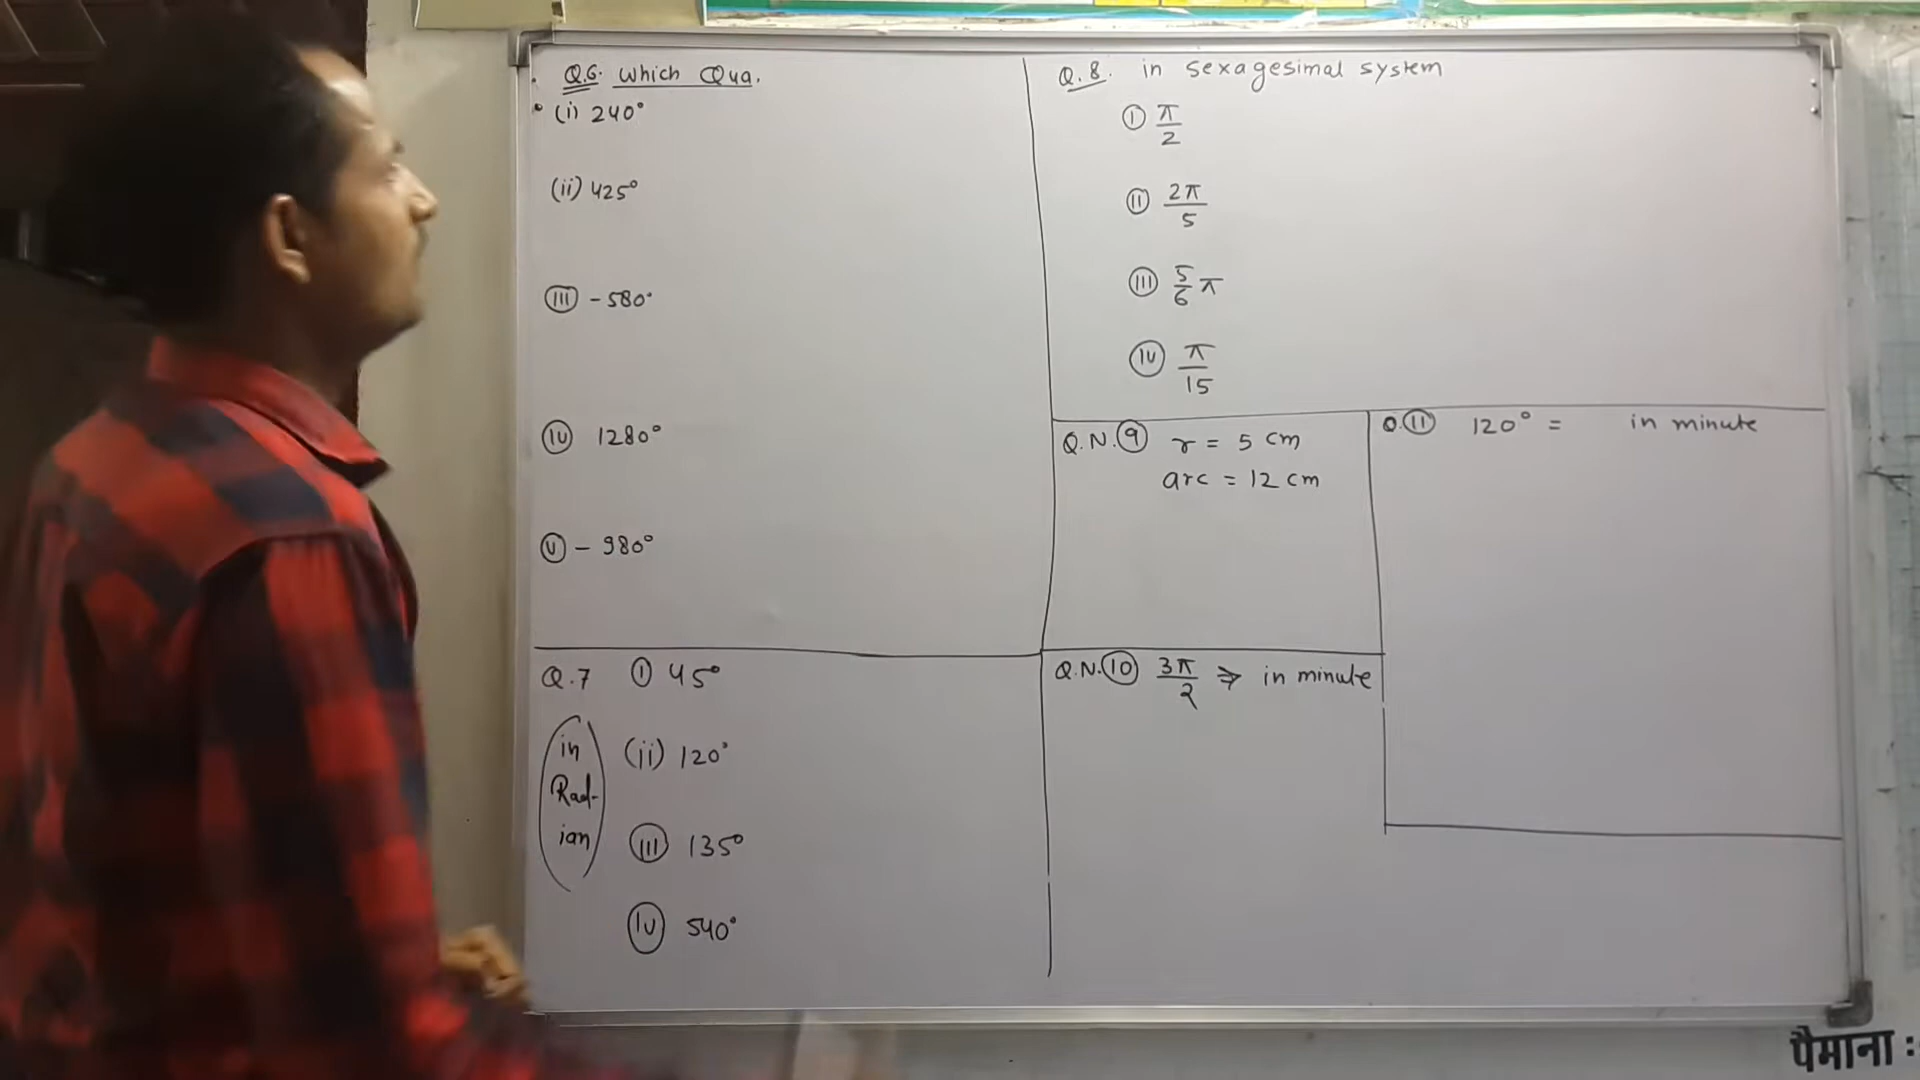 Q.6. Which Qua.
(i) 240°
(ii) 425°
(III) - 580°
(IV) 1280°
(V) - 980°
Q.7 (I) 45°
in Rad-ian
(ii) 120°
(III) 135°
(IV) 540°
Q.8. in sexagesimal system
(I) π/2
(II) 2π/5
(III) 5/6 π
(IV) π/15
Q.N.(9) r = 5 cm
arc = 12 cm
Q.N.(10) 3π/2 ⇒ in minute
Q.(11) 120° = in minute
पैमाना :